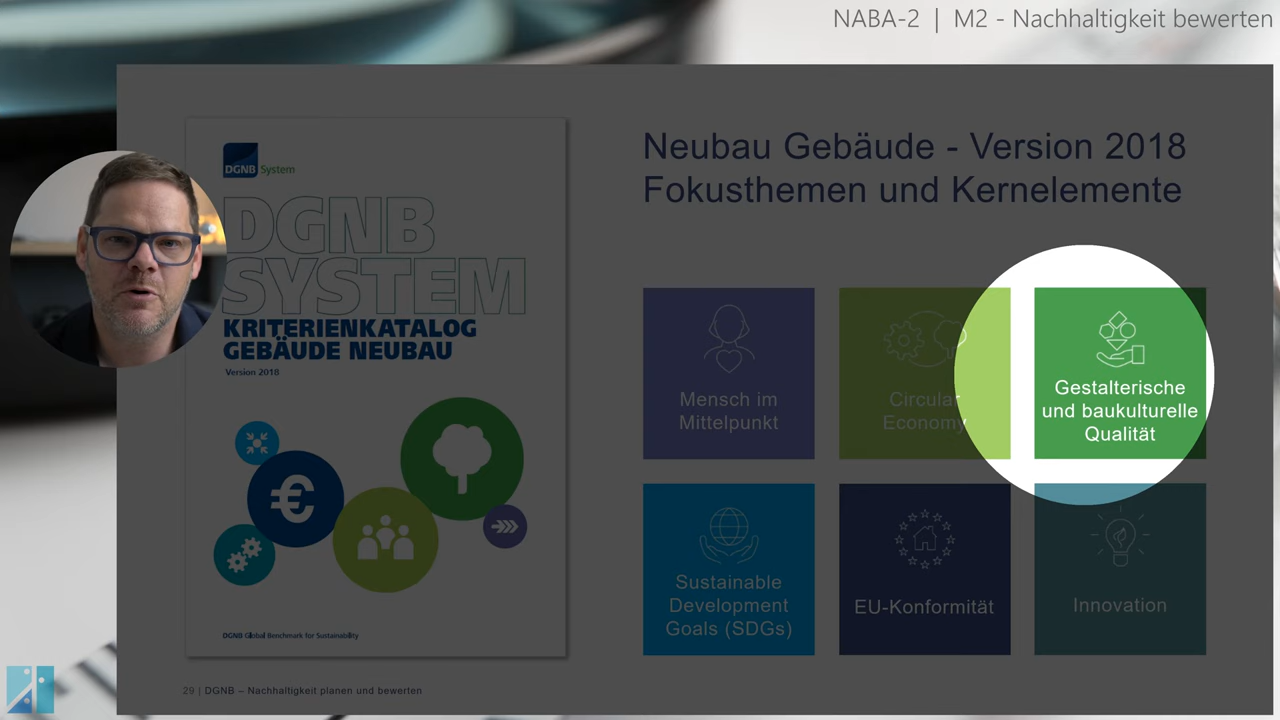 NABA-2 | M2 - Nachhaltigkeit bewerten
DGNB System
DGNB
SYSTEM
KRITERIENKATALOG
GEBÄUDE NEUBAU
Version 2018
DGNB Global Benchmark for Sustainability
29 | DGNB – Nachhaltigkeit planen und bewerten
Neubau Gebäude - Version 2018
Fokusthemen und Kernelemente
Mensch im
Mittelpunkt
Circular
Economy
Gestalterische
und baukulturelle
Qualität
Sustainable
Development
Goals (SDGs)
EU-Konformität
Innovation